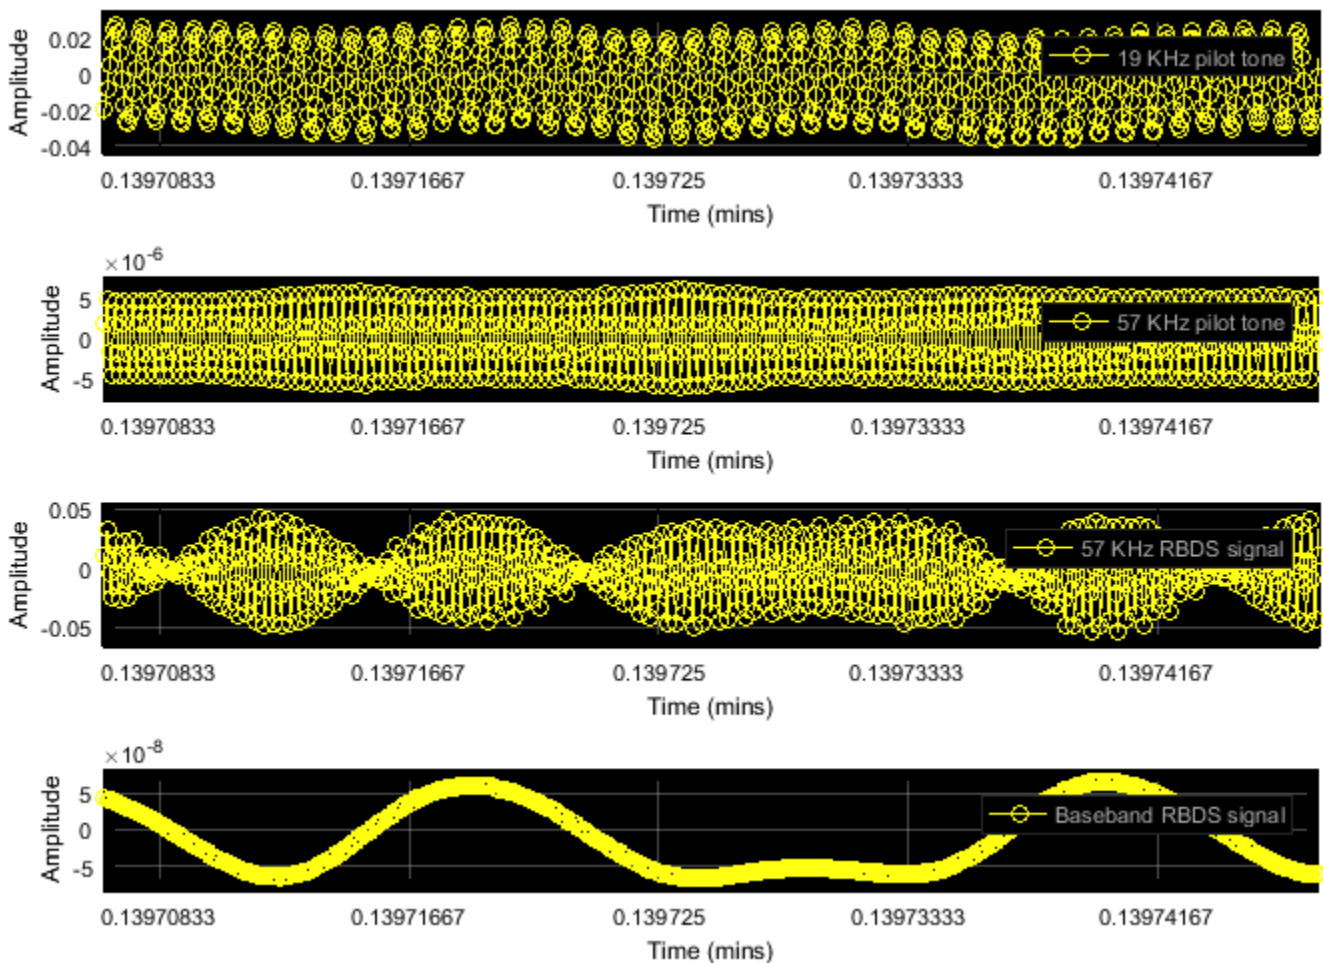 Amplitude
0.02
0
-0.02
-0.04
19 KHz pilot tone
0.13970833 0.13971667 0.139725 0.13973333 0.13974167
Time (mins)
×10-6
Amplitude
5
0
-5
57 KHz pilot tone
0.13970833 0.13971667 0.139725 0.13973333 0.13974167
Time (mins)
Amplitude
0.05
0
-0.05
57 KHz RBDS signal
0.13970833 0.13971667 0.139725 0.13973333 0.13974167
Time (mins)
×10-8
Amplitude
5
0
-5
Baseband RBDS signal
0.13970833 0.13971667 0.139725 0.13973333 0.13974167
Time (mins)